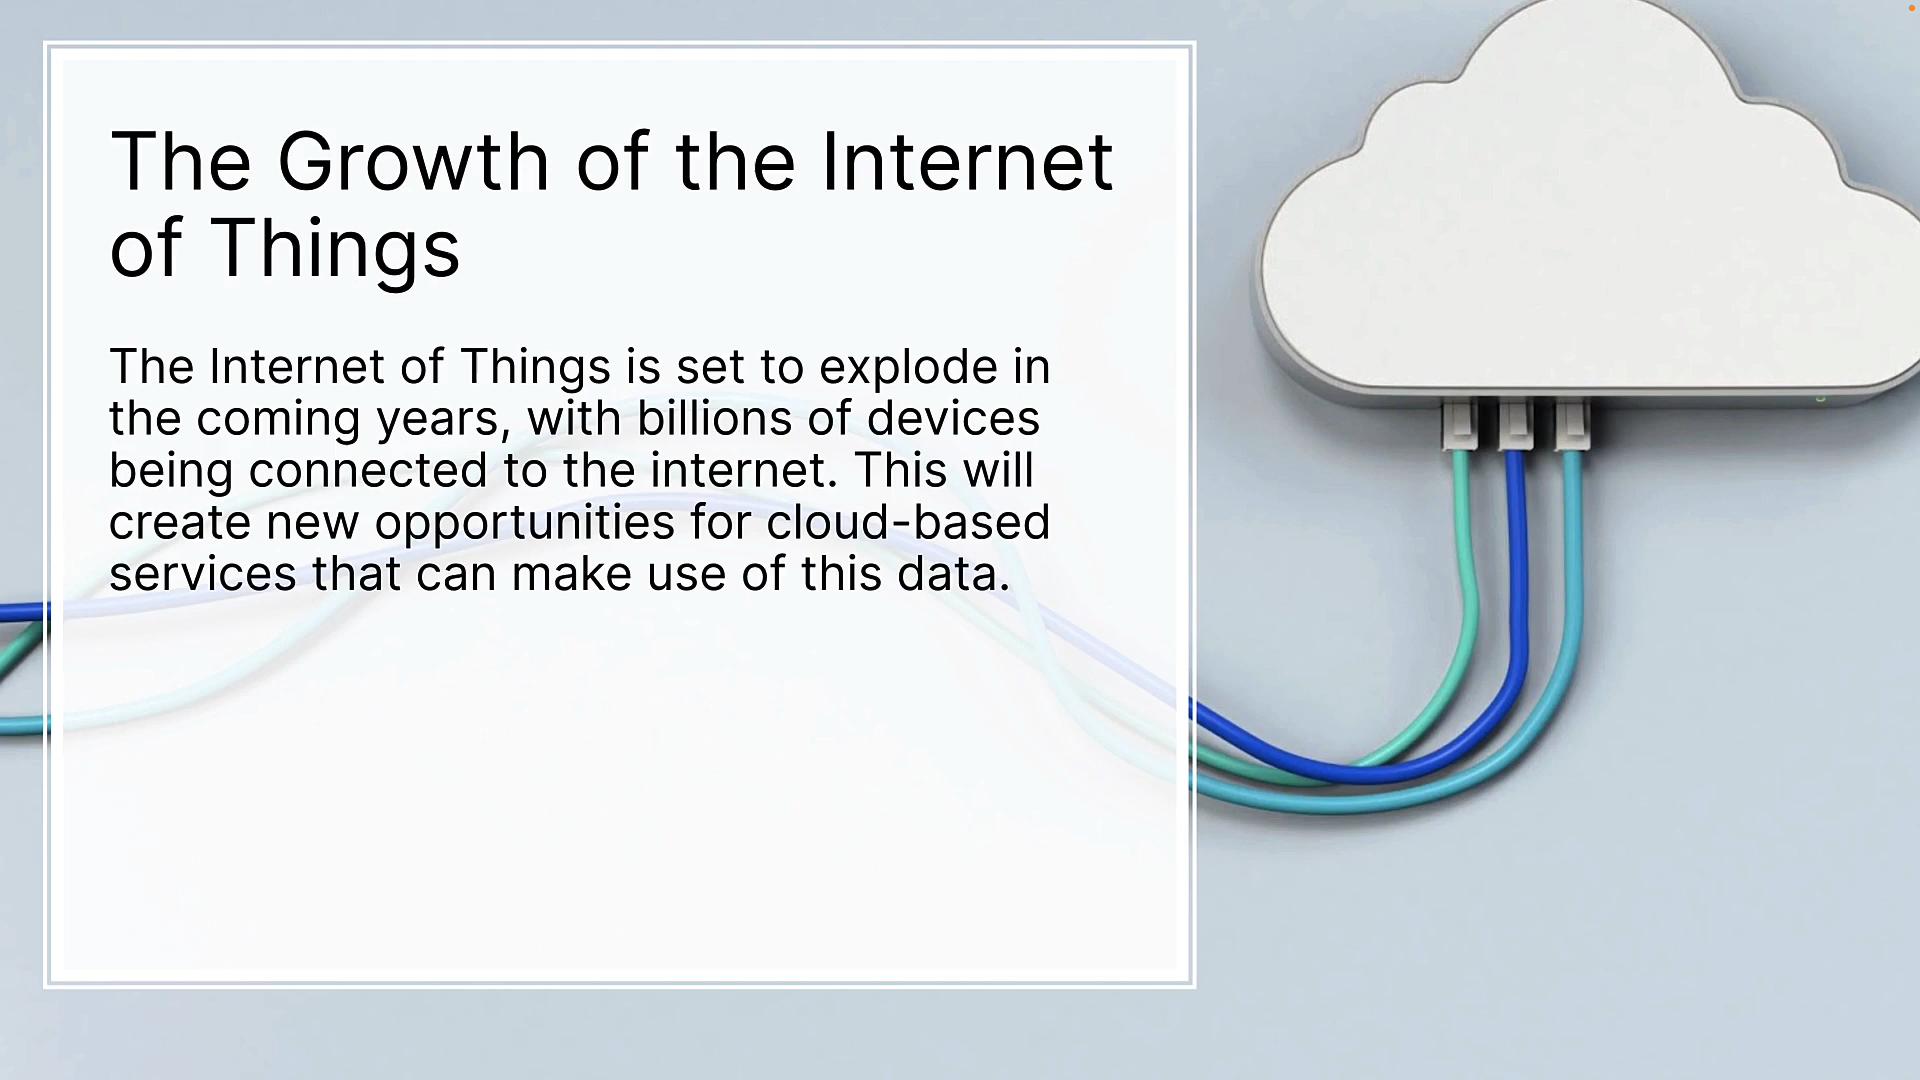 The Growth of the Internet
of Things
The Internet of Things is set to explode in
the coming years, with billions of devices
being connected to the internet. This will
create new opportunities for cloud-based
services that can make use of this data.